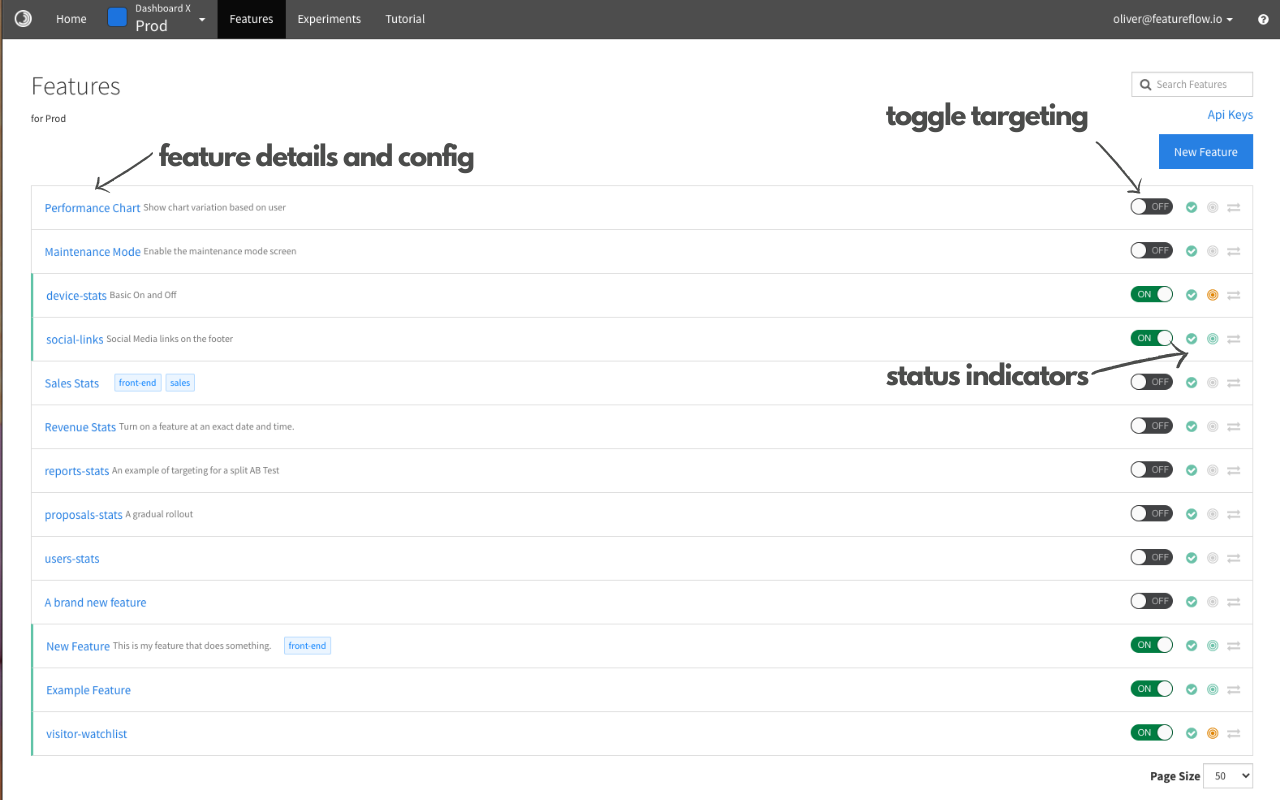 Home
Dashboard X
Prod
Features
Experiments
Tutorial
oliver@featureflow.io
?
Features
Search Features
for Prod
toggle targeting
Api Keys
feature details and config
New Feature
Performance Chart Show chart variation based on user OFF
Maintenance Mode Enable the maintenance mode screen OFF
device-stats Basic On and Off ON
social-links Social Media links on the footer ON
status indicators
Sales Stats front-end sales OFF
Revenue Stats Turn on a feature at an exact date and time. OFF
reports-stats An example of targeting for a split AB Test OFF
proposals-stats A gradual rollout OFF
users-stats OFF
A brand new feature OFF
New Feature This is my feature that does something. front-end ON
Example Feature ON
visitor-watchlist ON
Page Size 50